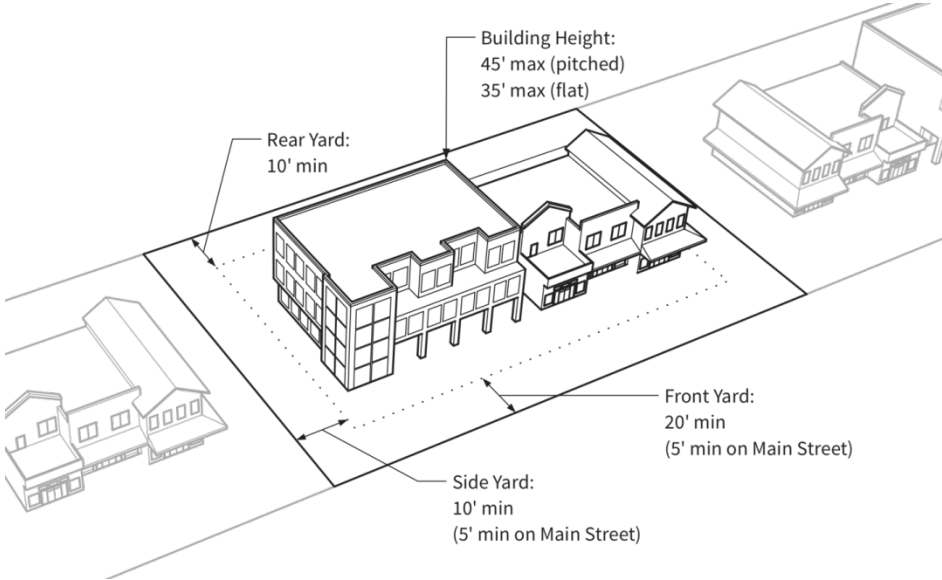 Building Height:
45' max (pitched)
35' max (flat)
Rear Yard:
10' min
Front Yard:
20' min
(5' min on Main Street)
Side Yard:
10' min
(5' min on Main Street)